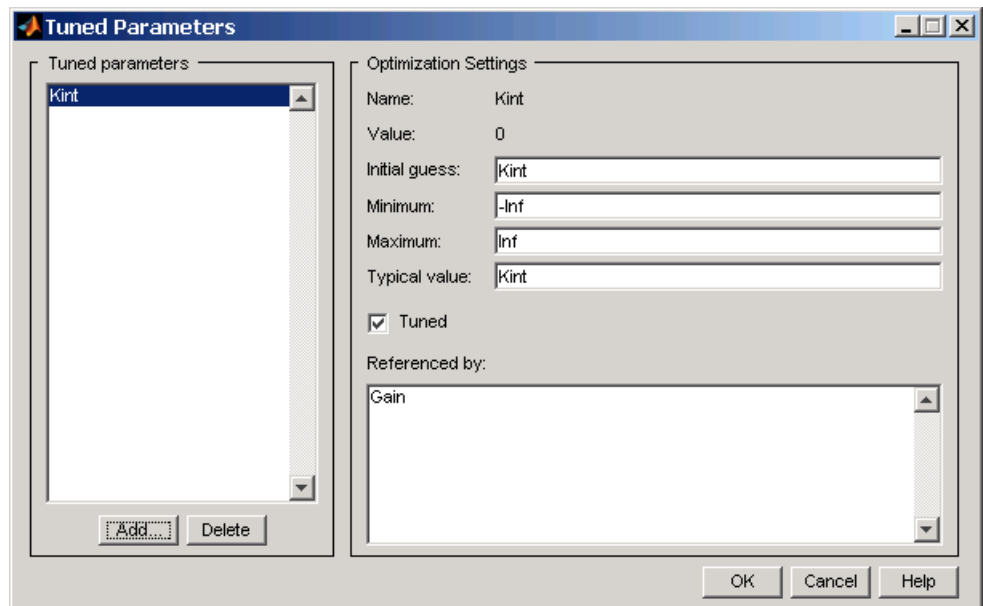 Tuned Parameters
Tuned parameters
Kint
Add...
Delete
Optimization Settings
Name: Kint
Value: 0
Initial guess: Kint
Minimum: -Inf
Maximum: Inf
Typical value: Kint
Tuned
Referenced by:
Gain
OK Cancel Help